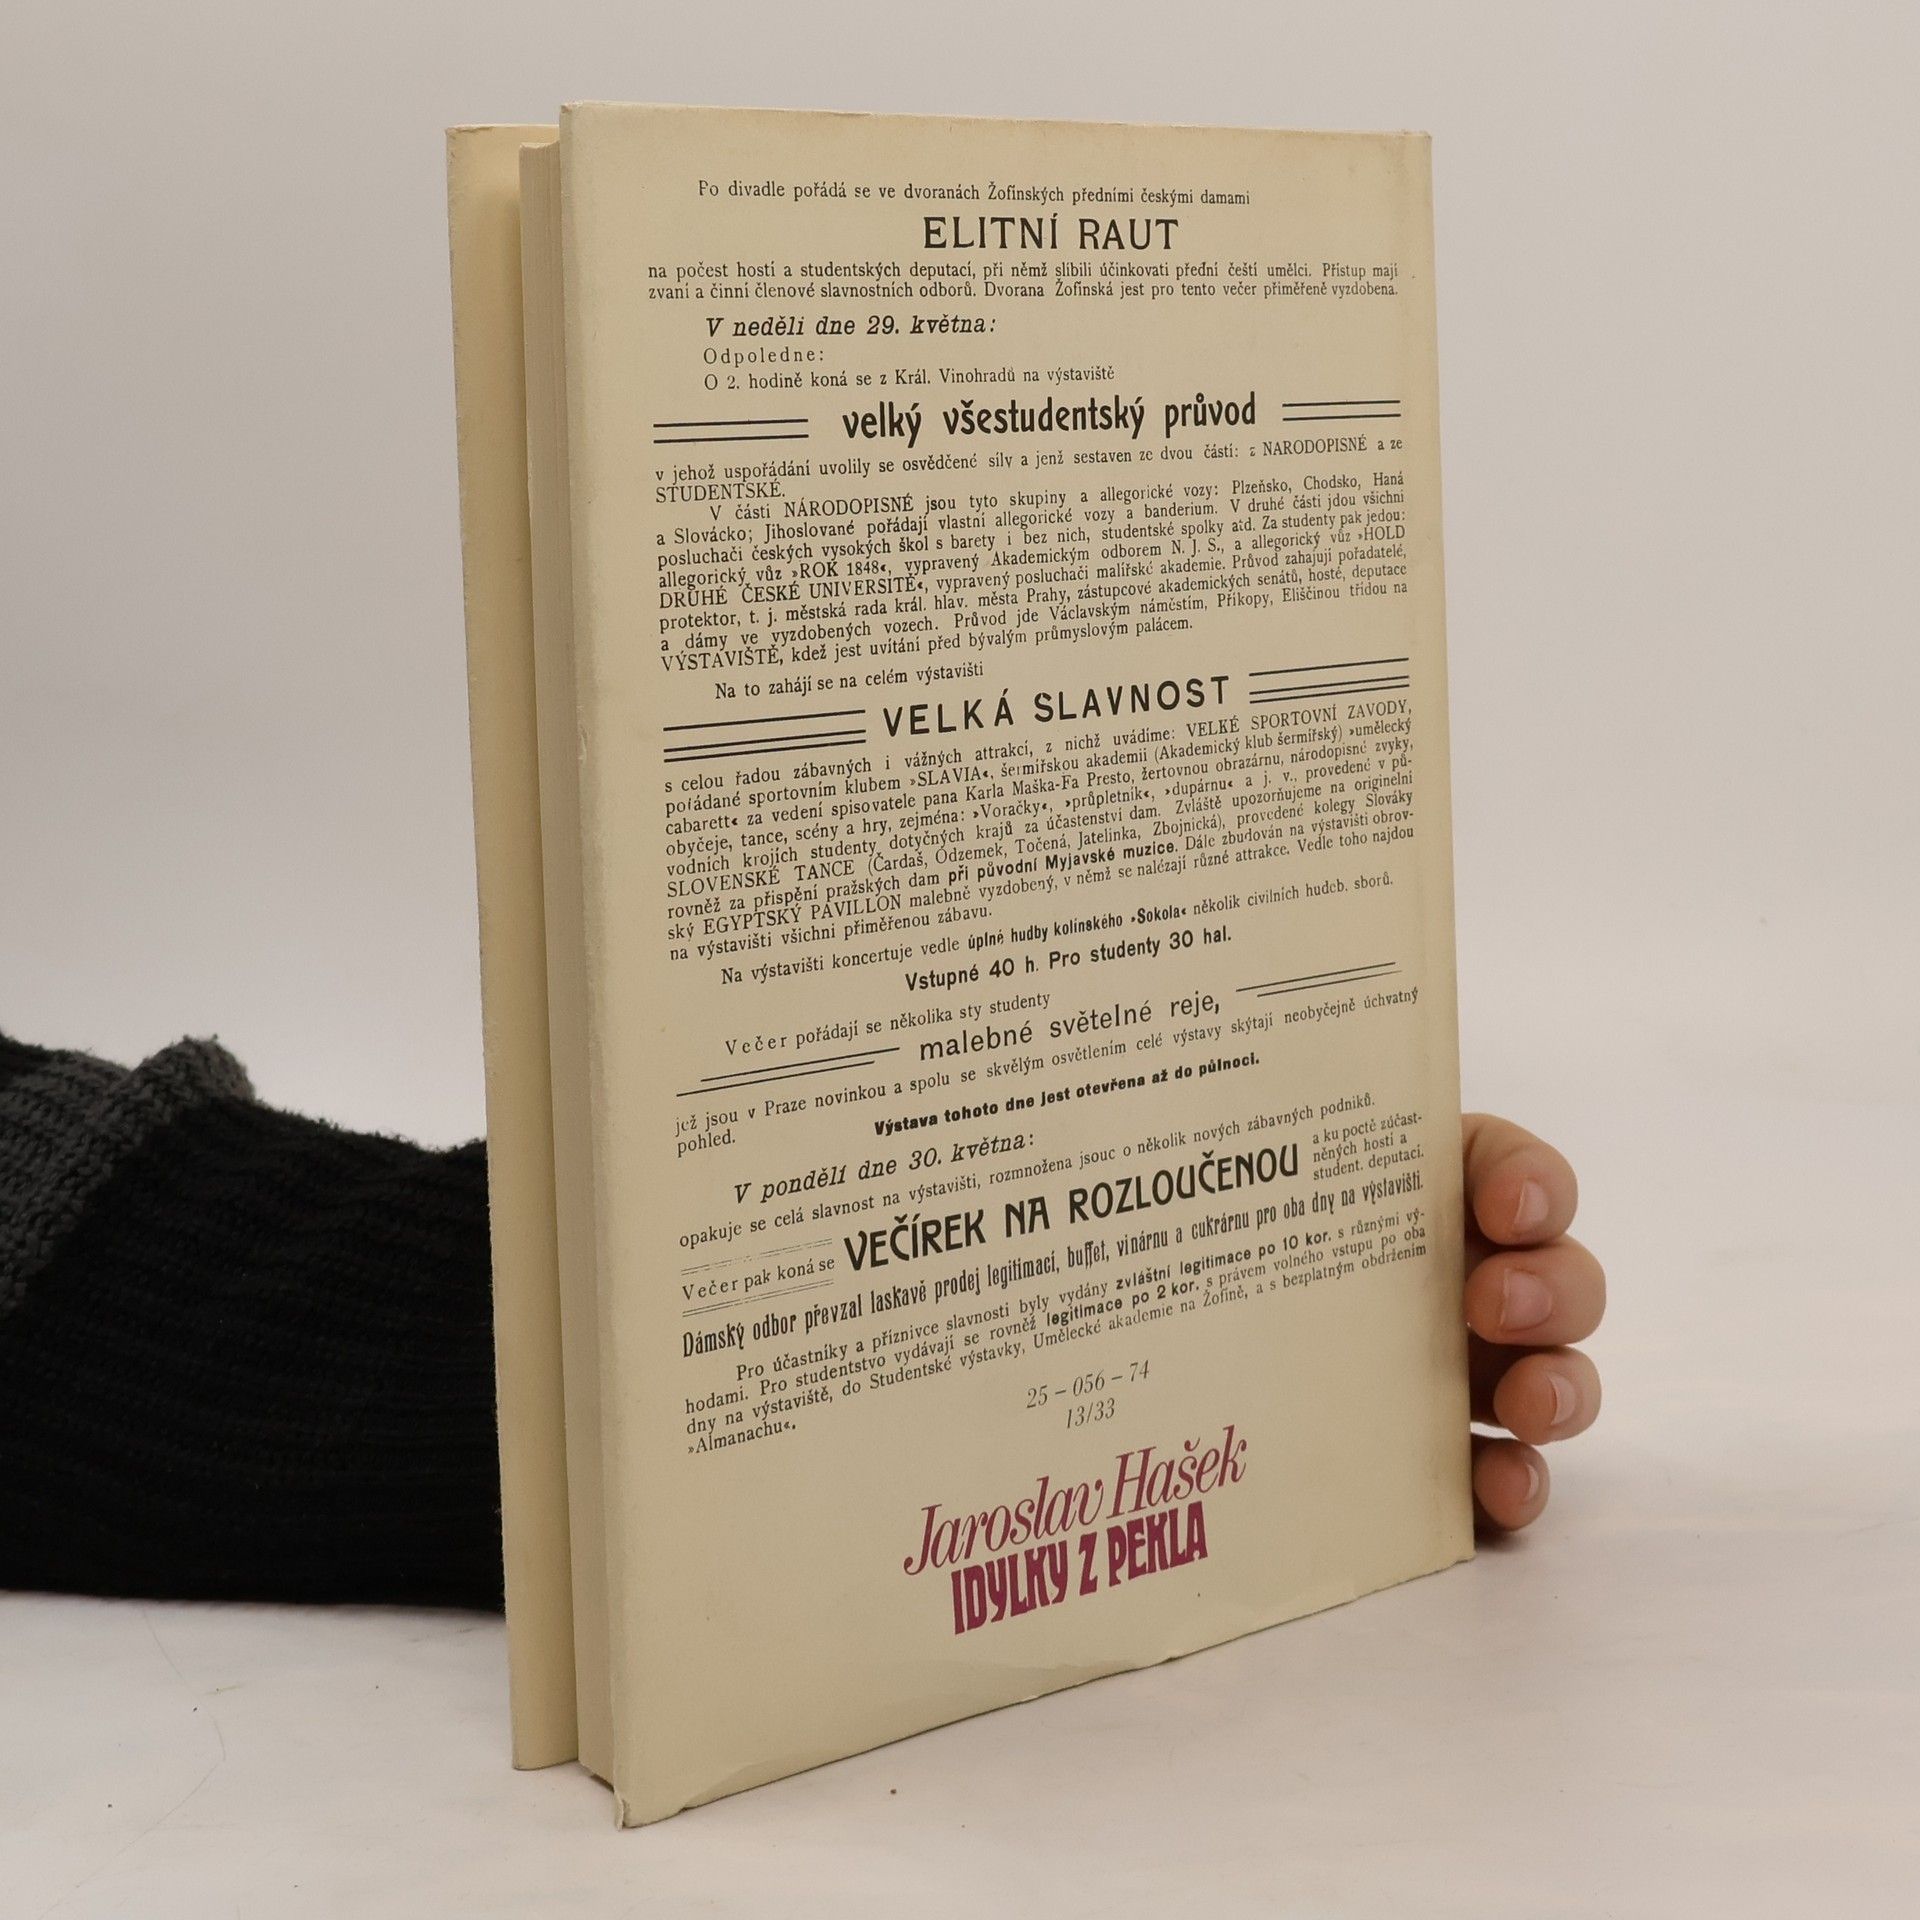 Po divadle pořádá se ve dvoranách Žofínských předními českými damami
ELITNÍ RAUT
na počest hostí a studentských deputací, při němž slíbili účinkovati přední čeští umělci. Přístup mají
zvaní a činní členové slavnostních odborů. Dvorana Žofínská jest pro tento večer přiměřeně vyzdobena.
V neděli dne 29. května:
Odpoledne:
O 2. hodině koná se z Král. Vinohradů na výstaviště
velký všestudentský průvod
v jehož uspořádání uvolily se osvědčené síly a jenž sestaven ze dvou částí: z NARODOPISNÉ a ze
STUDENTSKÉ.
V části NÁRODOPISNÉ jsou tyto skupiny a allegorické vozy: Plzeňsko, Chodsko, Haná
a Slovácko; Jihoslované pořádají vlastní allegorické vozy a banderium. V druhé části jdou všichni
posluchači českých vysokých škol s barety i bez nich, studentské spolky atd. Za studenty pak jedou:
allegorický vůz »ROK 1848«, vypravený Akademickým odborem N. J. S., a allegorický vůz »HOLD
DRUHÉ ČESKÉ UNIVERSITĚ«, vypravený posluchači malířské akademie. Průvod zahajují pořadatelé,
protektor, t. j. městská rada král. hlav. města Prahy, zástupcové akademických senátů, hosté, deputace
a dámy ve vyzdobených vozech. Průvod jde Václavským náměstím, Příkopy, Eliščinou třídou na
VÝSTAVIŠTĚ, kdež jest uvítání před bývalým průmyslovým palácem.
Na to zahájí se na celém výstavišti
VELKÁ SLAVNOST
s celou řadou zábavných i vážných attrakcí, z nichž uvádíme: VELKÉ SPORTOVNÍ ZAVODY,
pořádané sportovním klubem »SLAVIA«, šermířskou akademii (Akademický klub šermířský) »umělecký
cabarett« za vedení spisovatele pana Karla Maška-Fa Presto, žertovnou obrazárnu, národopisné zvyky,
obyčeje, tance, scény a hry, zejména: »Voračky«, »průpletník«, »dupárnu« a j. v., provedené v pů-
vodních krojích studenty dotyčných krajů za účastenství dam. Zvláště upozorňujeme na originelní
SLOVENSKÉ TANCE (Čardaš, Odzemek, Točená, Jatelinka, Zbojnická), provedené kolegy Slováky
rovněž za přispění pražských dam při původní Myjavské muzice. Dále zbudován na výstavišti obrov-
ský EGYPTSKÝ PAVILLON malebně vyzdobený, v němž se nalézají různé attrakce. Vedle toho najdou
na výstavišti všichni přiměřenou zábavu.
Na výstavišti koncertuje vedle úplné hudby kolínského »Sokola« několik civilních hudeb. sborů.
Vstupné 40 h. Pro studenty 30 hal.
Večer pořádají se několika sty studenty
malebné světelné reje,
jež jsou v Praze novinkou a spolu se skvělým osvětlením celé výstavy skýtají neobyčejně úchvatný
pohled.
Výstava tohoto dne jest otevřena až do půlnoci.
V pondělí dne 30. května:
opakuje se celá slavnost na výstavišti, rozmnožena jsouc o několik nových zábavných podniků.
Večer pak koná se VEČÍREK NA ROZLOUČENOU a ku poctě zúčast-
něných hostí a
student. deputací.
Dámský odbor převzal laskavě prodej legitimací, buffet, vinárnu a cukrárnu pro oba dny na výstavišti.
Pro účastníky a příznivce slavnosti byly vydány zvláštní legitimace po 10 kor. s různými vý-
hodami. Pro studentstvo vydávají se rovněž legitimace po 2 kor. s právem volného vstupu po oba
dny na výstaviště, do Studentské výstavky, Umělecké akademie na Žofíně, a s bezplatným obdržením
»Almanachu«.
25 – 056 – 74
13/33
Jaroslav Hašek
IDYLKY Z PEKLA